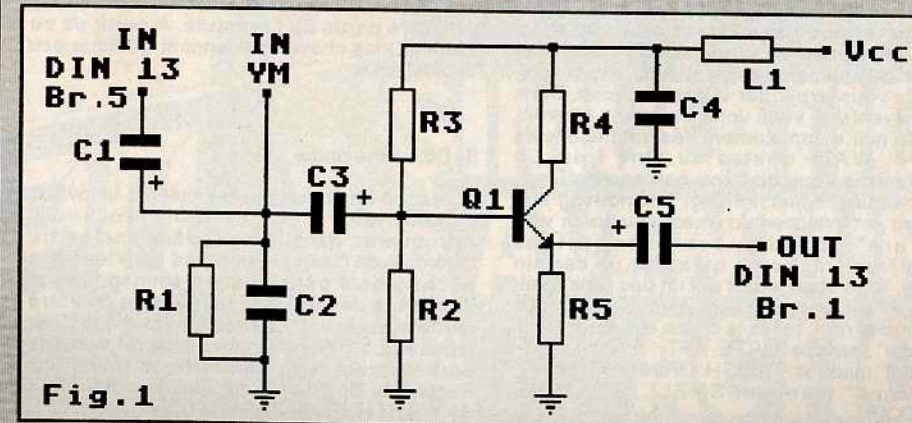 IN
DIN 13
Br.5
IN
YM
Vcc
L1
C1
+
R3
R4
C4
C3
+
Q1
C5
+
OUT
DIN 13
Br.1
R1
C2
R2
R5
Fig.1